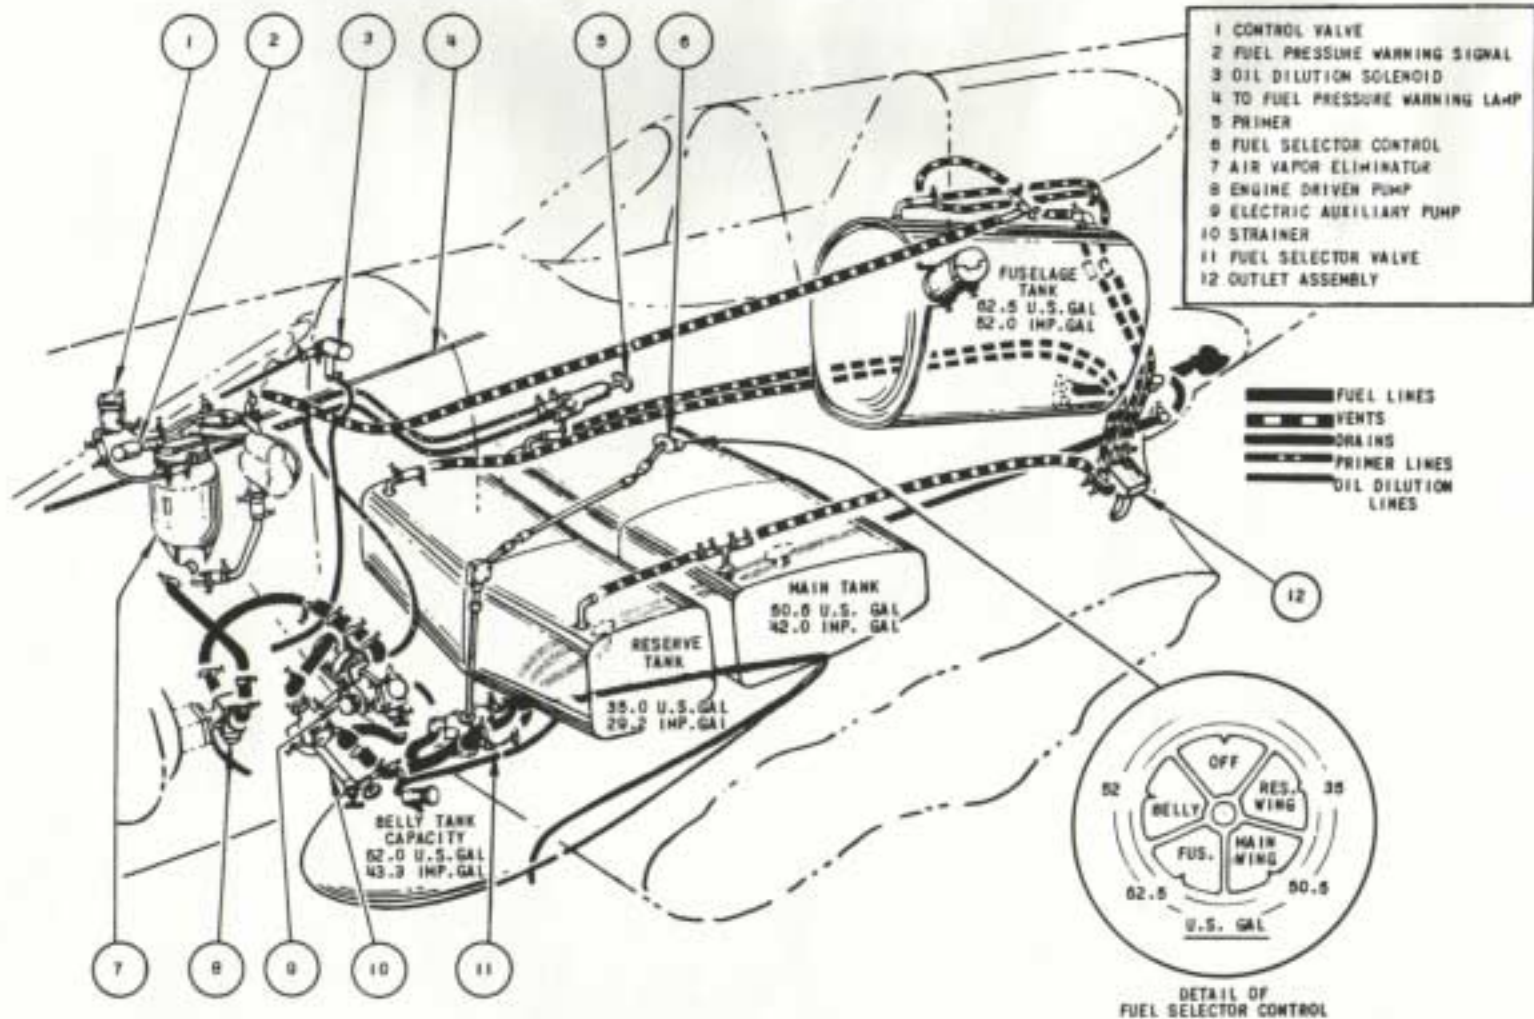 1
2
3
4
5
6
1 CONTROL VALVE
2 FUEL PRESSURE WARNING SIGNAL
3 OIL DILUTION SOLENOID
4 TO FUEL PRESSURE WARNING LAMP
5 PRIMER
6 FUEL SELECTOR CONTROL
7 AIR VAPOR ELIMINATOR
8 ENGINE DRIVEN PUMP
9 ELECTRIC AUXILIARY PUMP
10 STRAINER
11 FUEL SELECTOR VALVE
12 OUTLET ASSEMBLY
FUSELAGE
TANK
62.5 U.S.GAL
52.0 IMP.GAL
FUEL LINES
VENTS
DRAINS
PRIMER LINES
OIL DILUTION
LINES
MAIN TANK
50.5 U.S. GAL
42.0 IMP. GAL
RESERVE
TANK
35.0 U.S.GAL
29.2 IMP.GAL
12
BELLY TANK
CAPACITY
52.0 U.S.GAL
43.3 IMP.GAL
OFF
RES.
WING
MAIN
WING
FUS.
BELLY
52
35
62.5
50.5
U.S. GAL
7
8
9
10
11
DETAIL OF
FUEL SELECTOR CONTROL